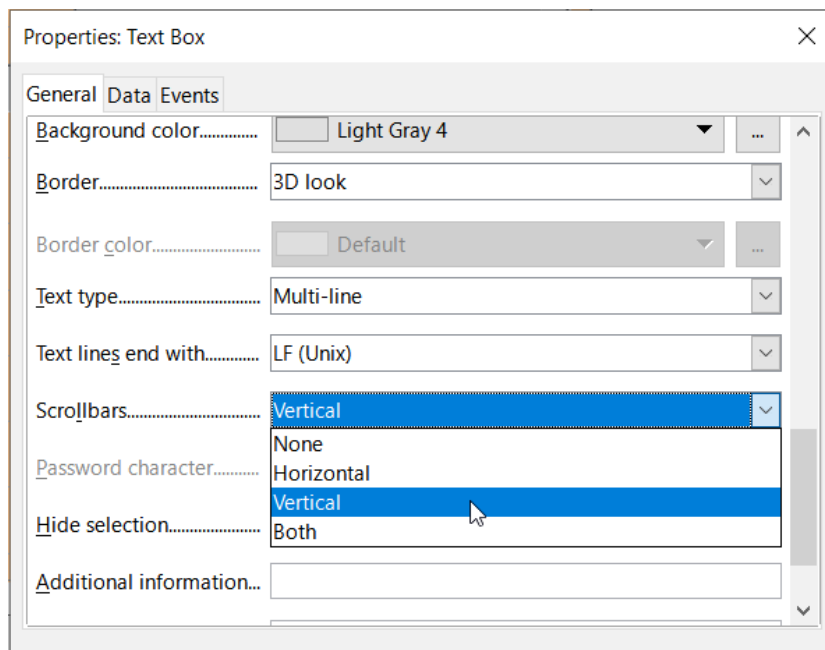 Properties: Text Box
General Data Events
Background color.............. Light Gray 4 ...
Border...................................... 3D look
Border color.......................... Default ...
Text type.................................. Multi-line
Text lines end with............. LF (Unix)
Scrollbars................................ Vertical
None
Password character........... Horizontal
Vertical
Hide selection...................... Both
Additional information...